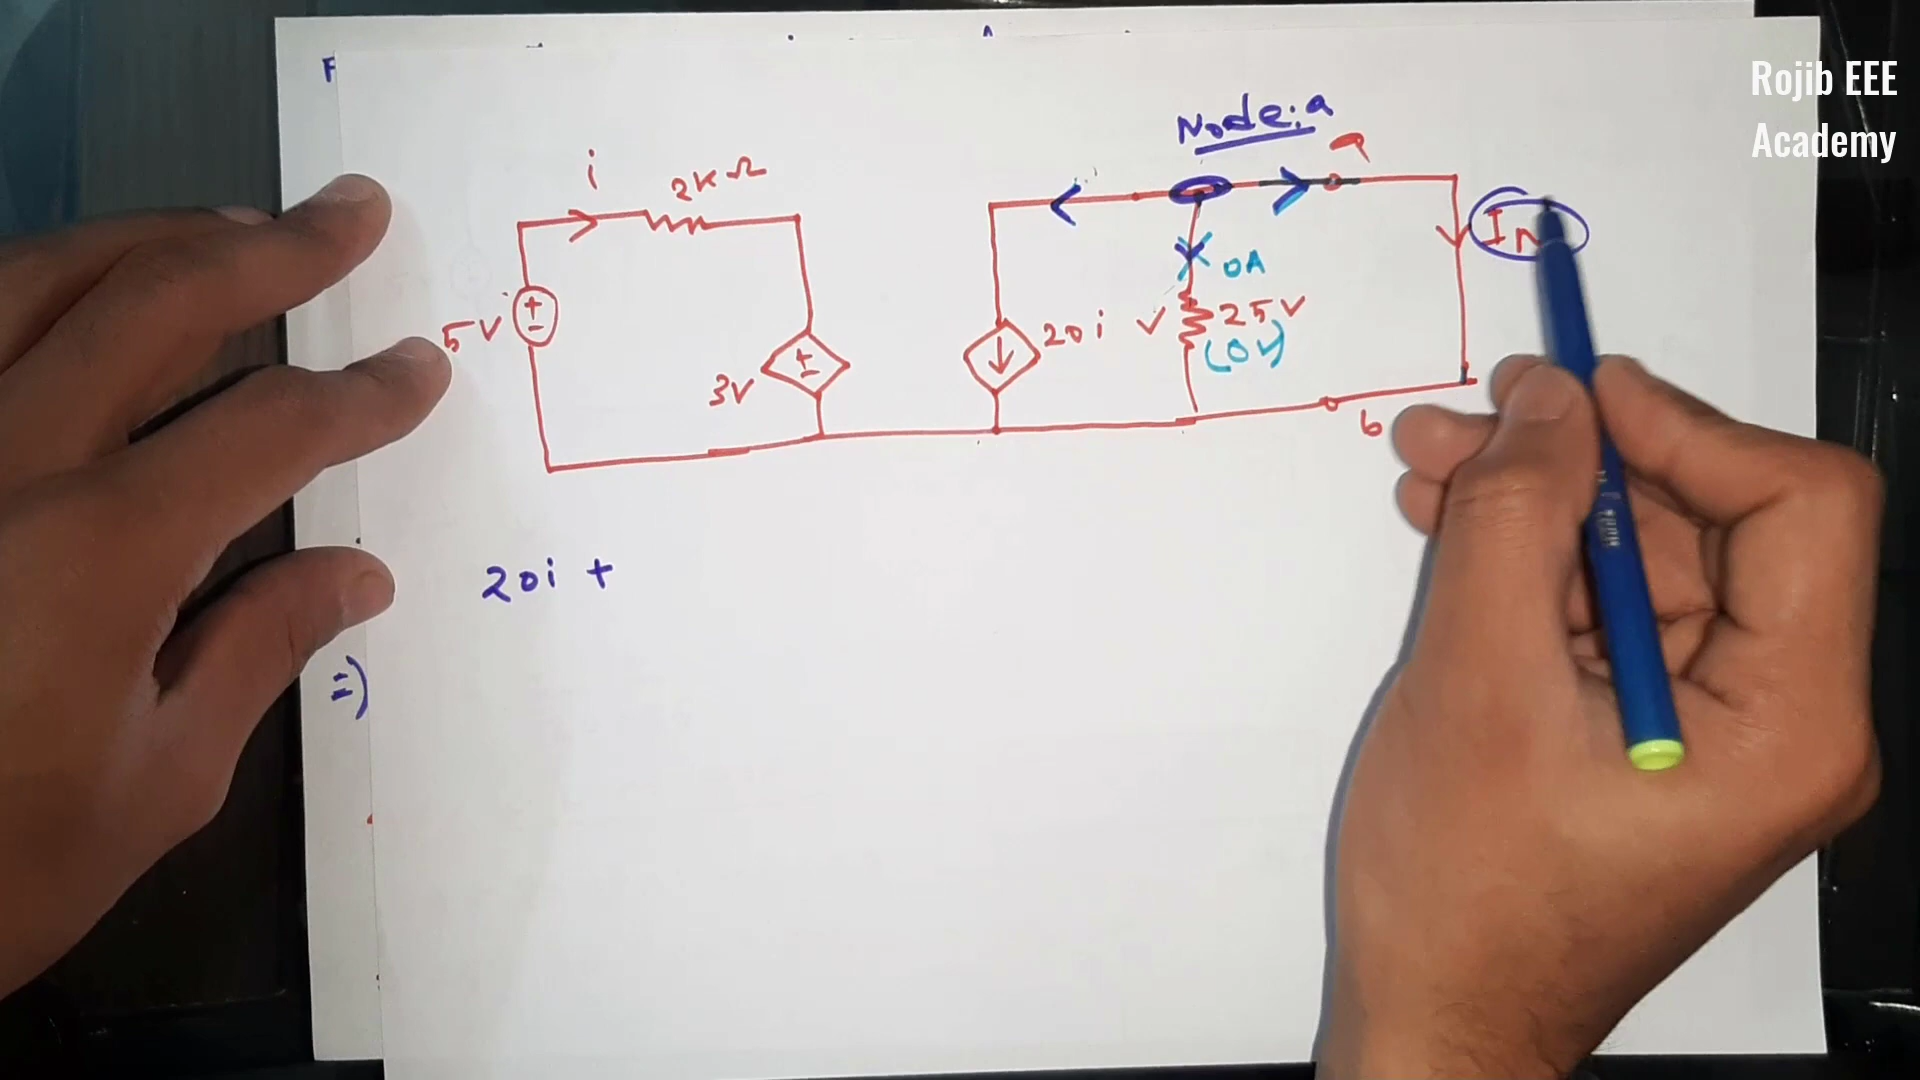 Rojib EEE
Academy
F
Node: a
a
i
2KΩ
IN
0A
5V
+
-
20i
V
25V
(0V)
3V
+
-
b
20i +
=)